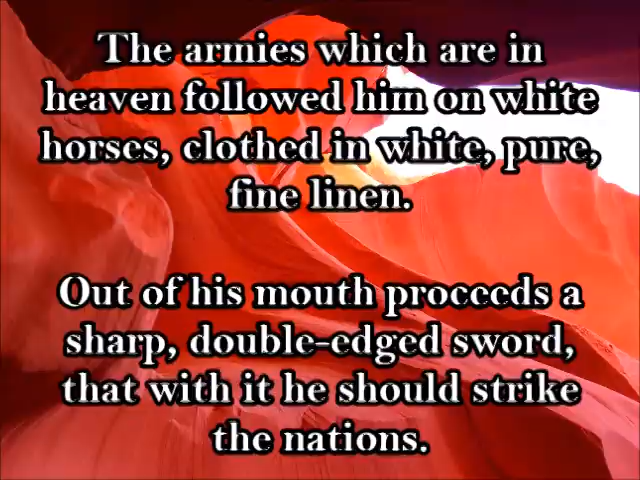 The armies which are in
heaven followed him on white
horses, clothed in white, pure,
fine linen.
Out of his mouth proceeds a
sharp, double-edged sword,
that with it he should strike
the nations.